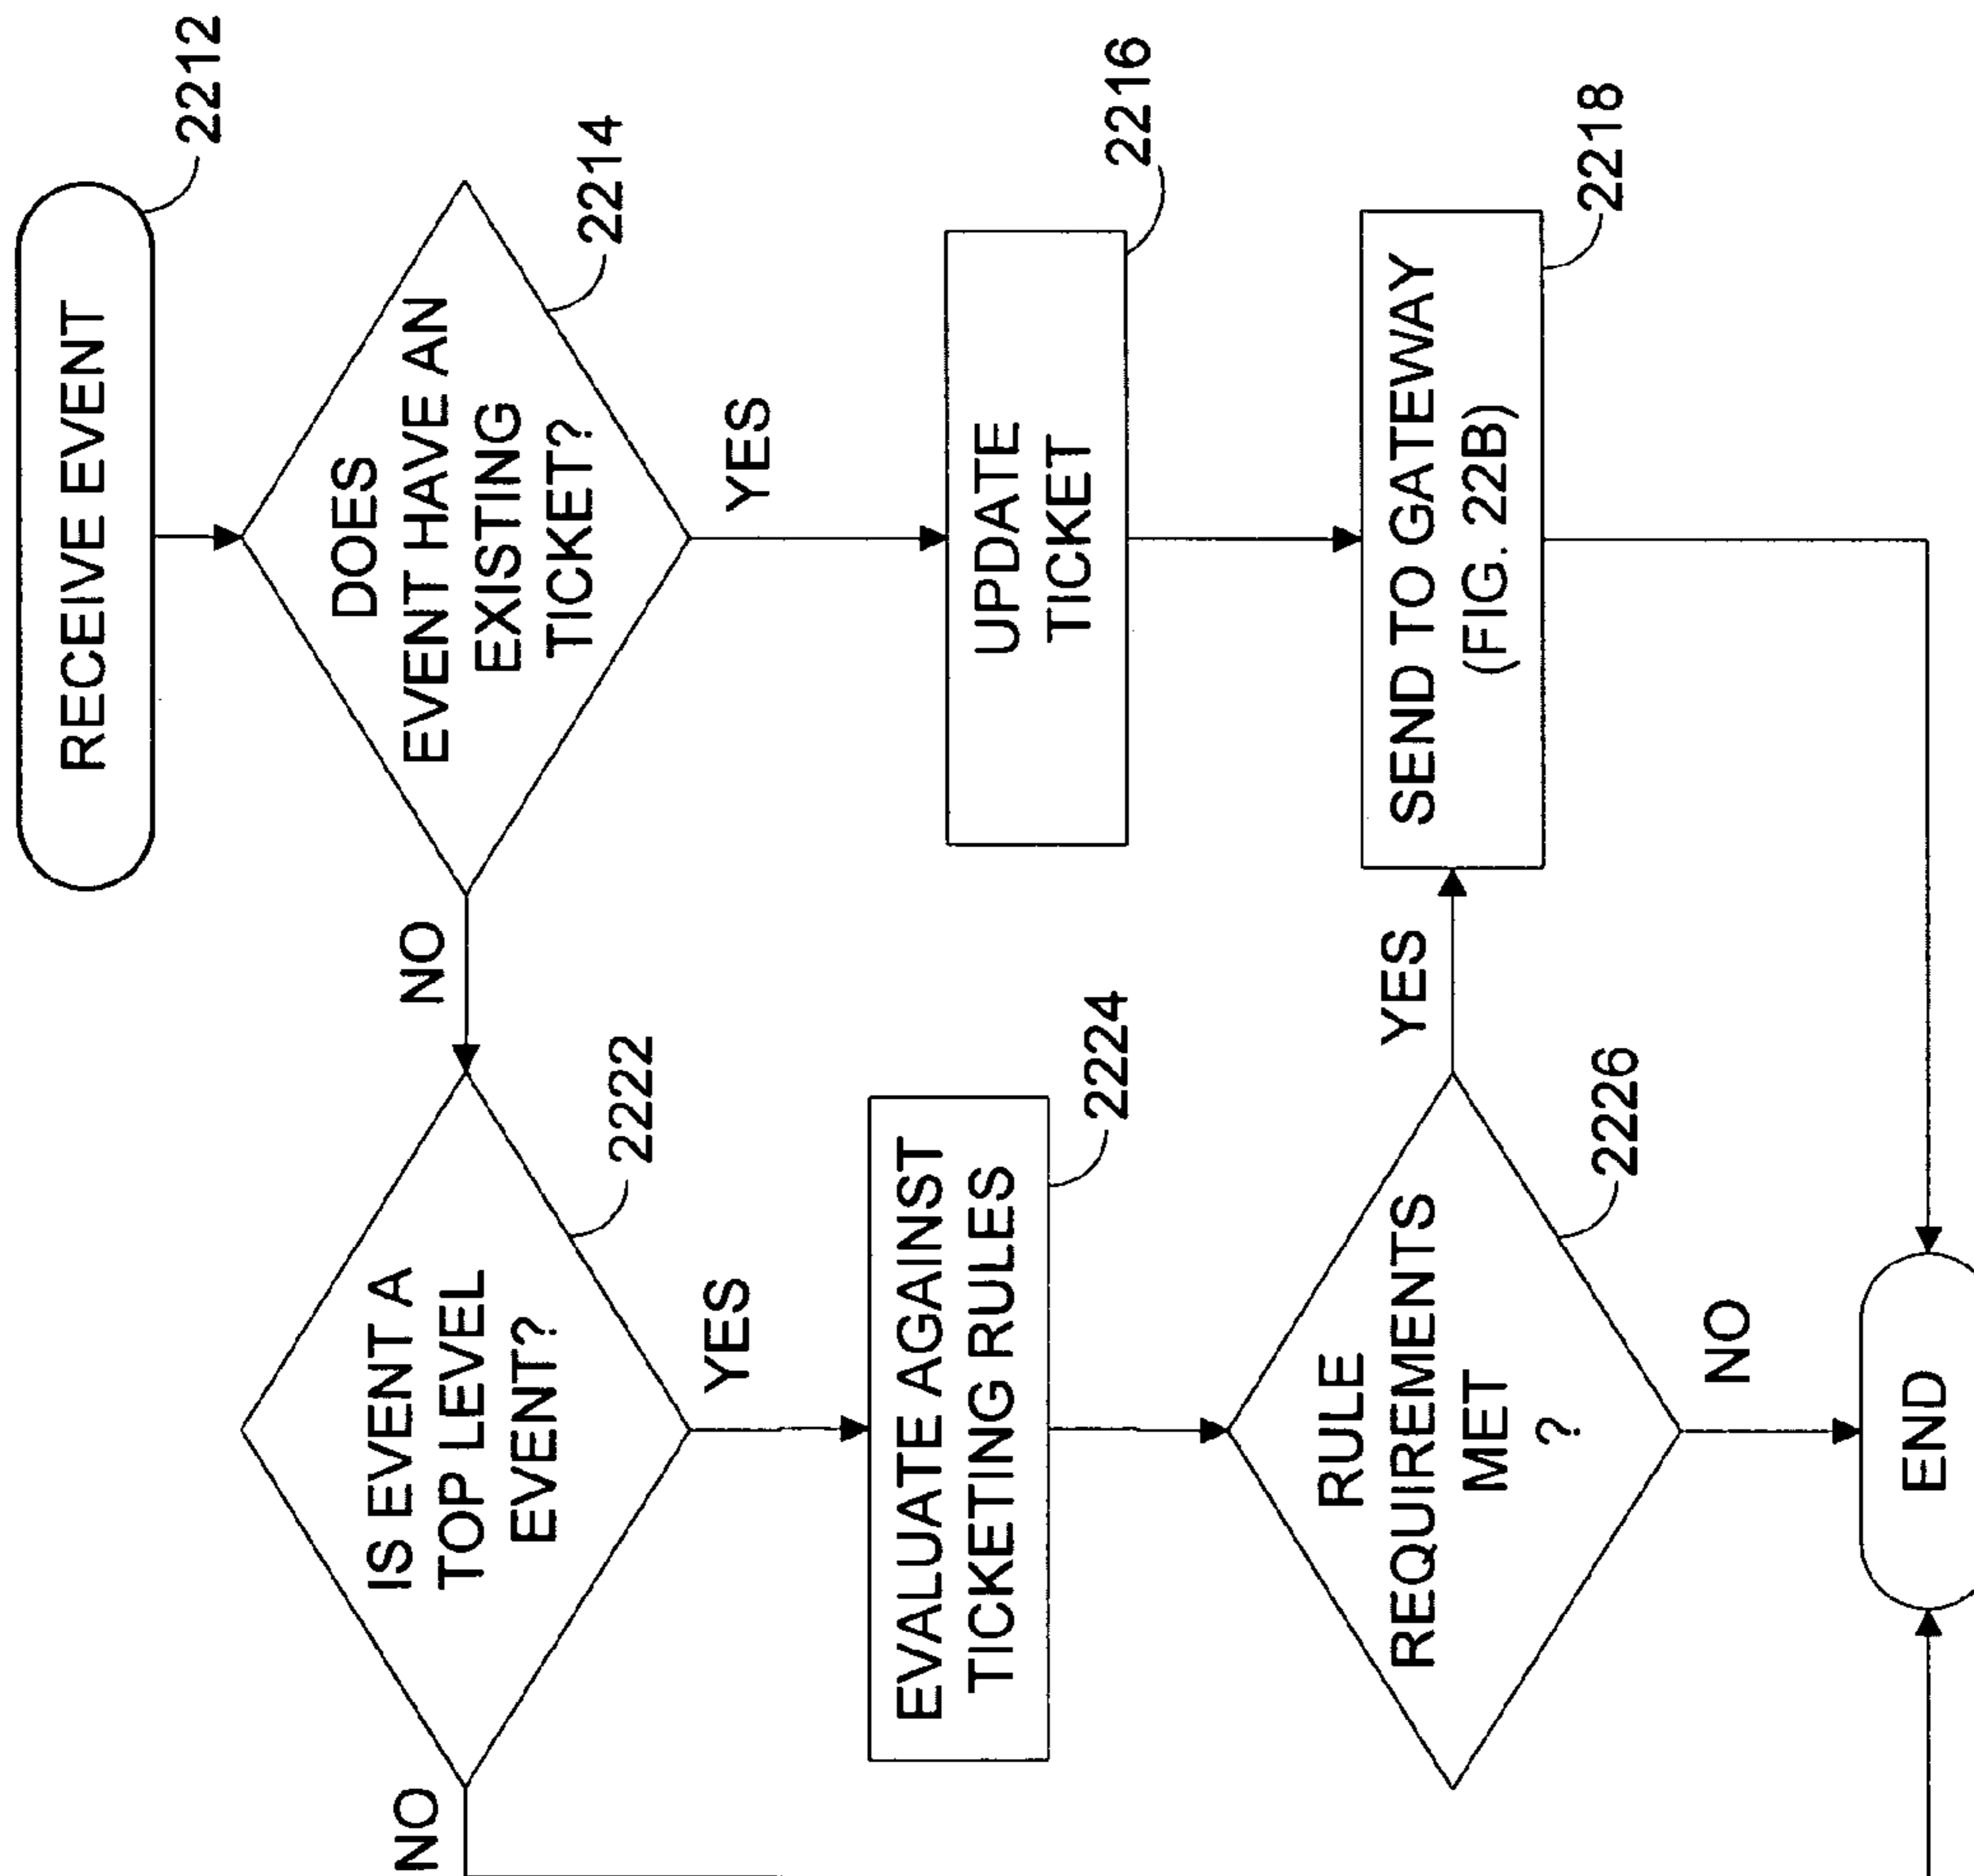 RECEIVE EVENT
2212
DOES
EVENT HAVE AN
EXISTING
TICKET?
2214
NO
YES
IS EVENT A
TOP LEVEL
EVENT?
2222
NO
YES
UPDATE
TICKET
2216
EVALUATE AGAINST
TICKETING RULES
2224
RULE
REQUIREMENTS
MET
?
2226
YES
NO
SEND TO GATEWAY
(FIG. 22B)
2218
END